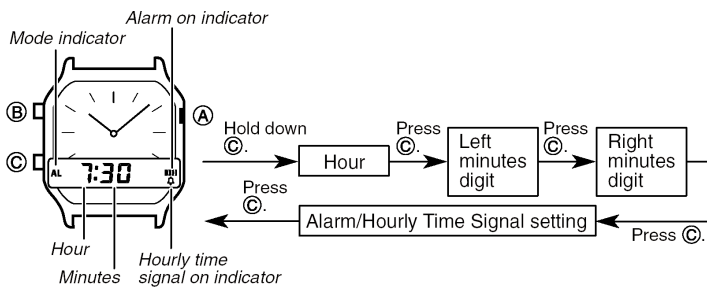 Alarm on indicator
Mode indicator
B
A
C
AL
7:30
Hour
Minutes
Hourly time
signal on indicator
Hold down
C.
Hour
Press
C.
Left
minutes
digit
Press
C.
Right
minutes
digit
Press
C.
Alarm/Hourly Time Signal setting
Press C.